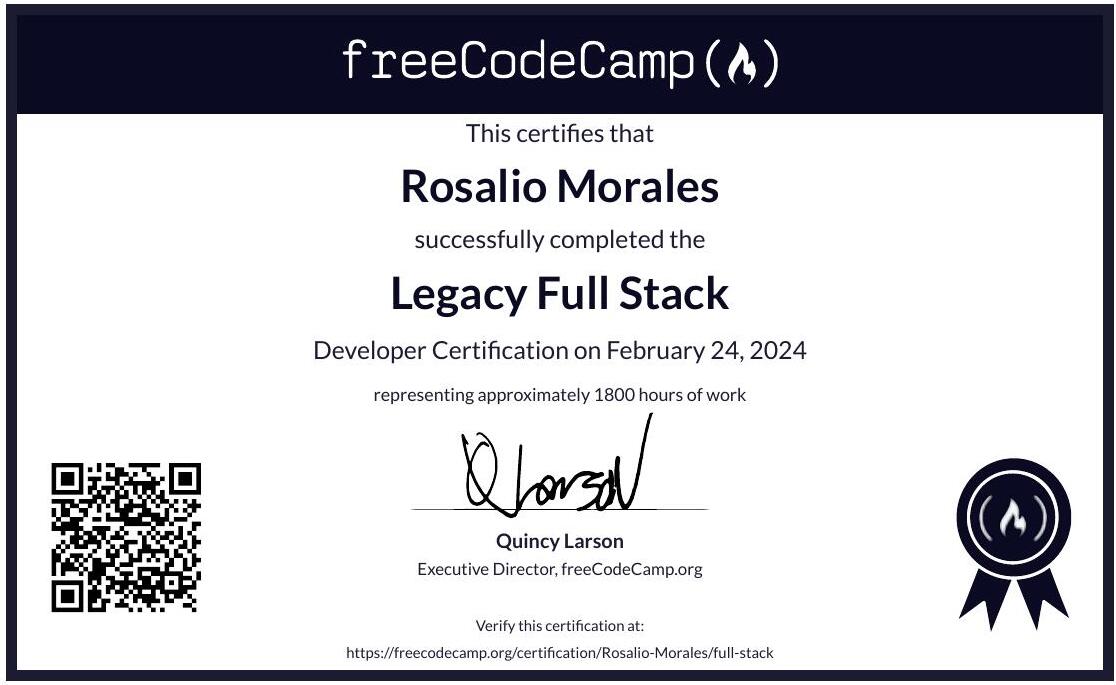 freeCodeCamp
This certifies that
Rosalio Morales
successfully completed the
Legacy Full Stack
Developer Certification on February 24, 2024
representing approximately 1800 hours of work
Q Larson
Quincy Larson
Executive Director, freeCodeCamp.org
Verify this certification at:
https://freecodecamp.org/certification/Rosalio-Morales/full-stack